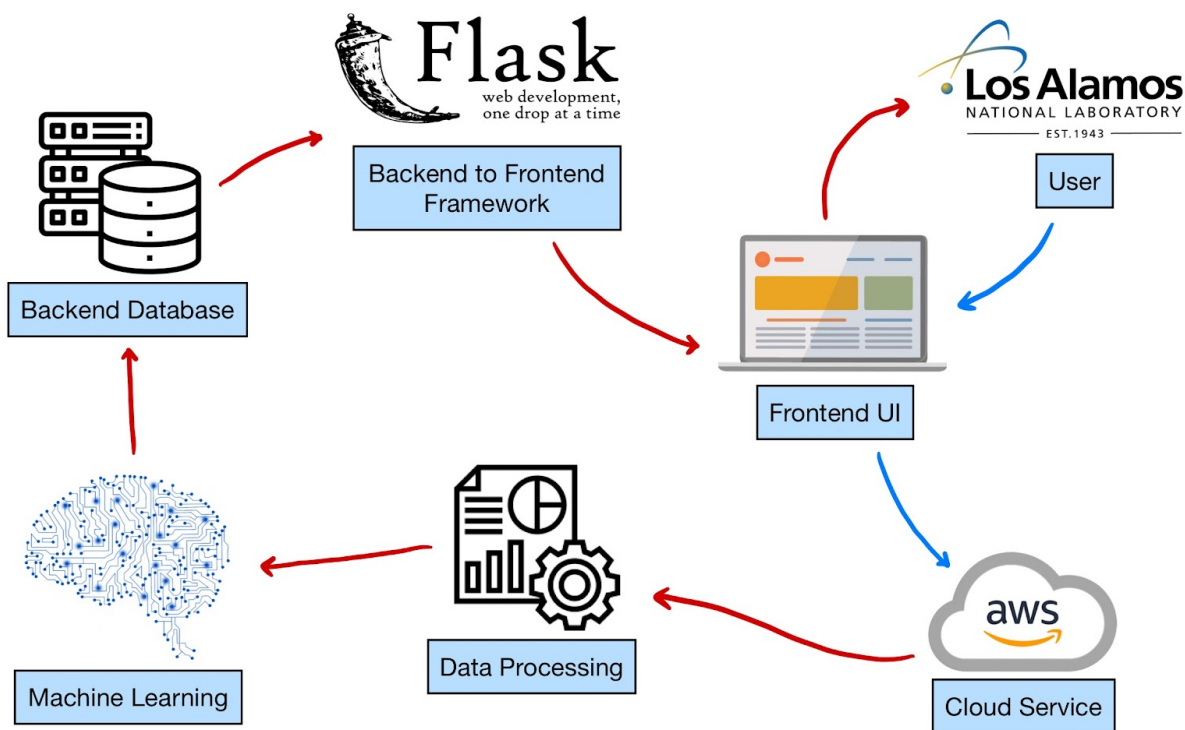 Flask
web development,
one drop at a time
Backend to Frontend
Framework
Los Alamos
NATIONAL LABORATORY
EST.1943
User
Backend Database
Frontend UI
Machine Learning
Data Processing
aws
Cloud Service